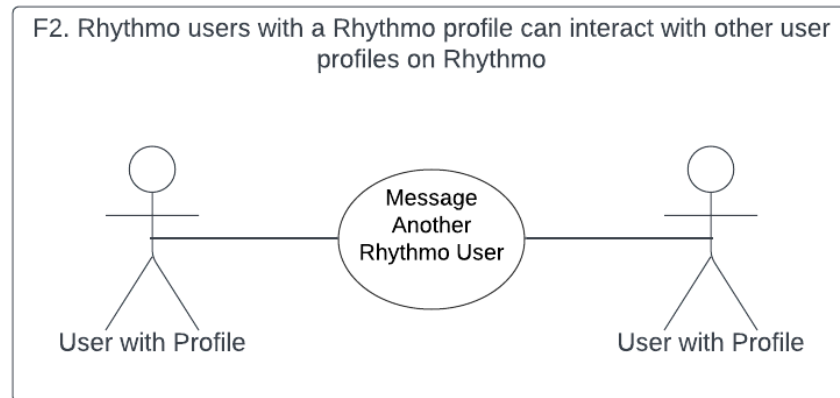 F2. Rhythmo users with a Rhythmo profile can interact with other user
profiles on Rhythmo
Message
Another
Rhythmo User
User with Profile
User with Profile